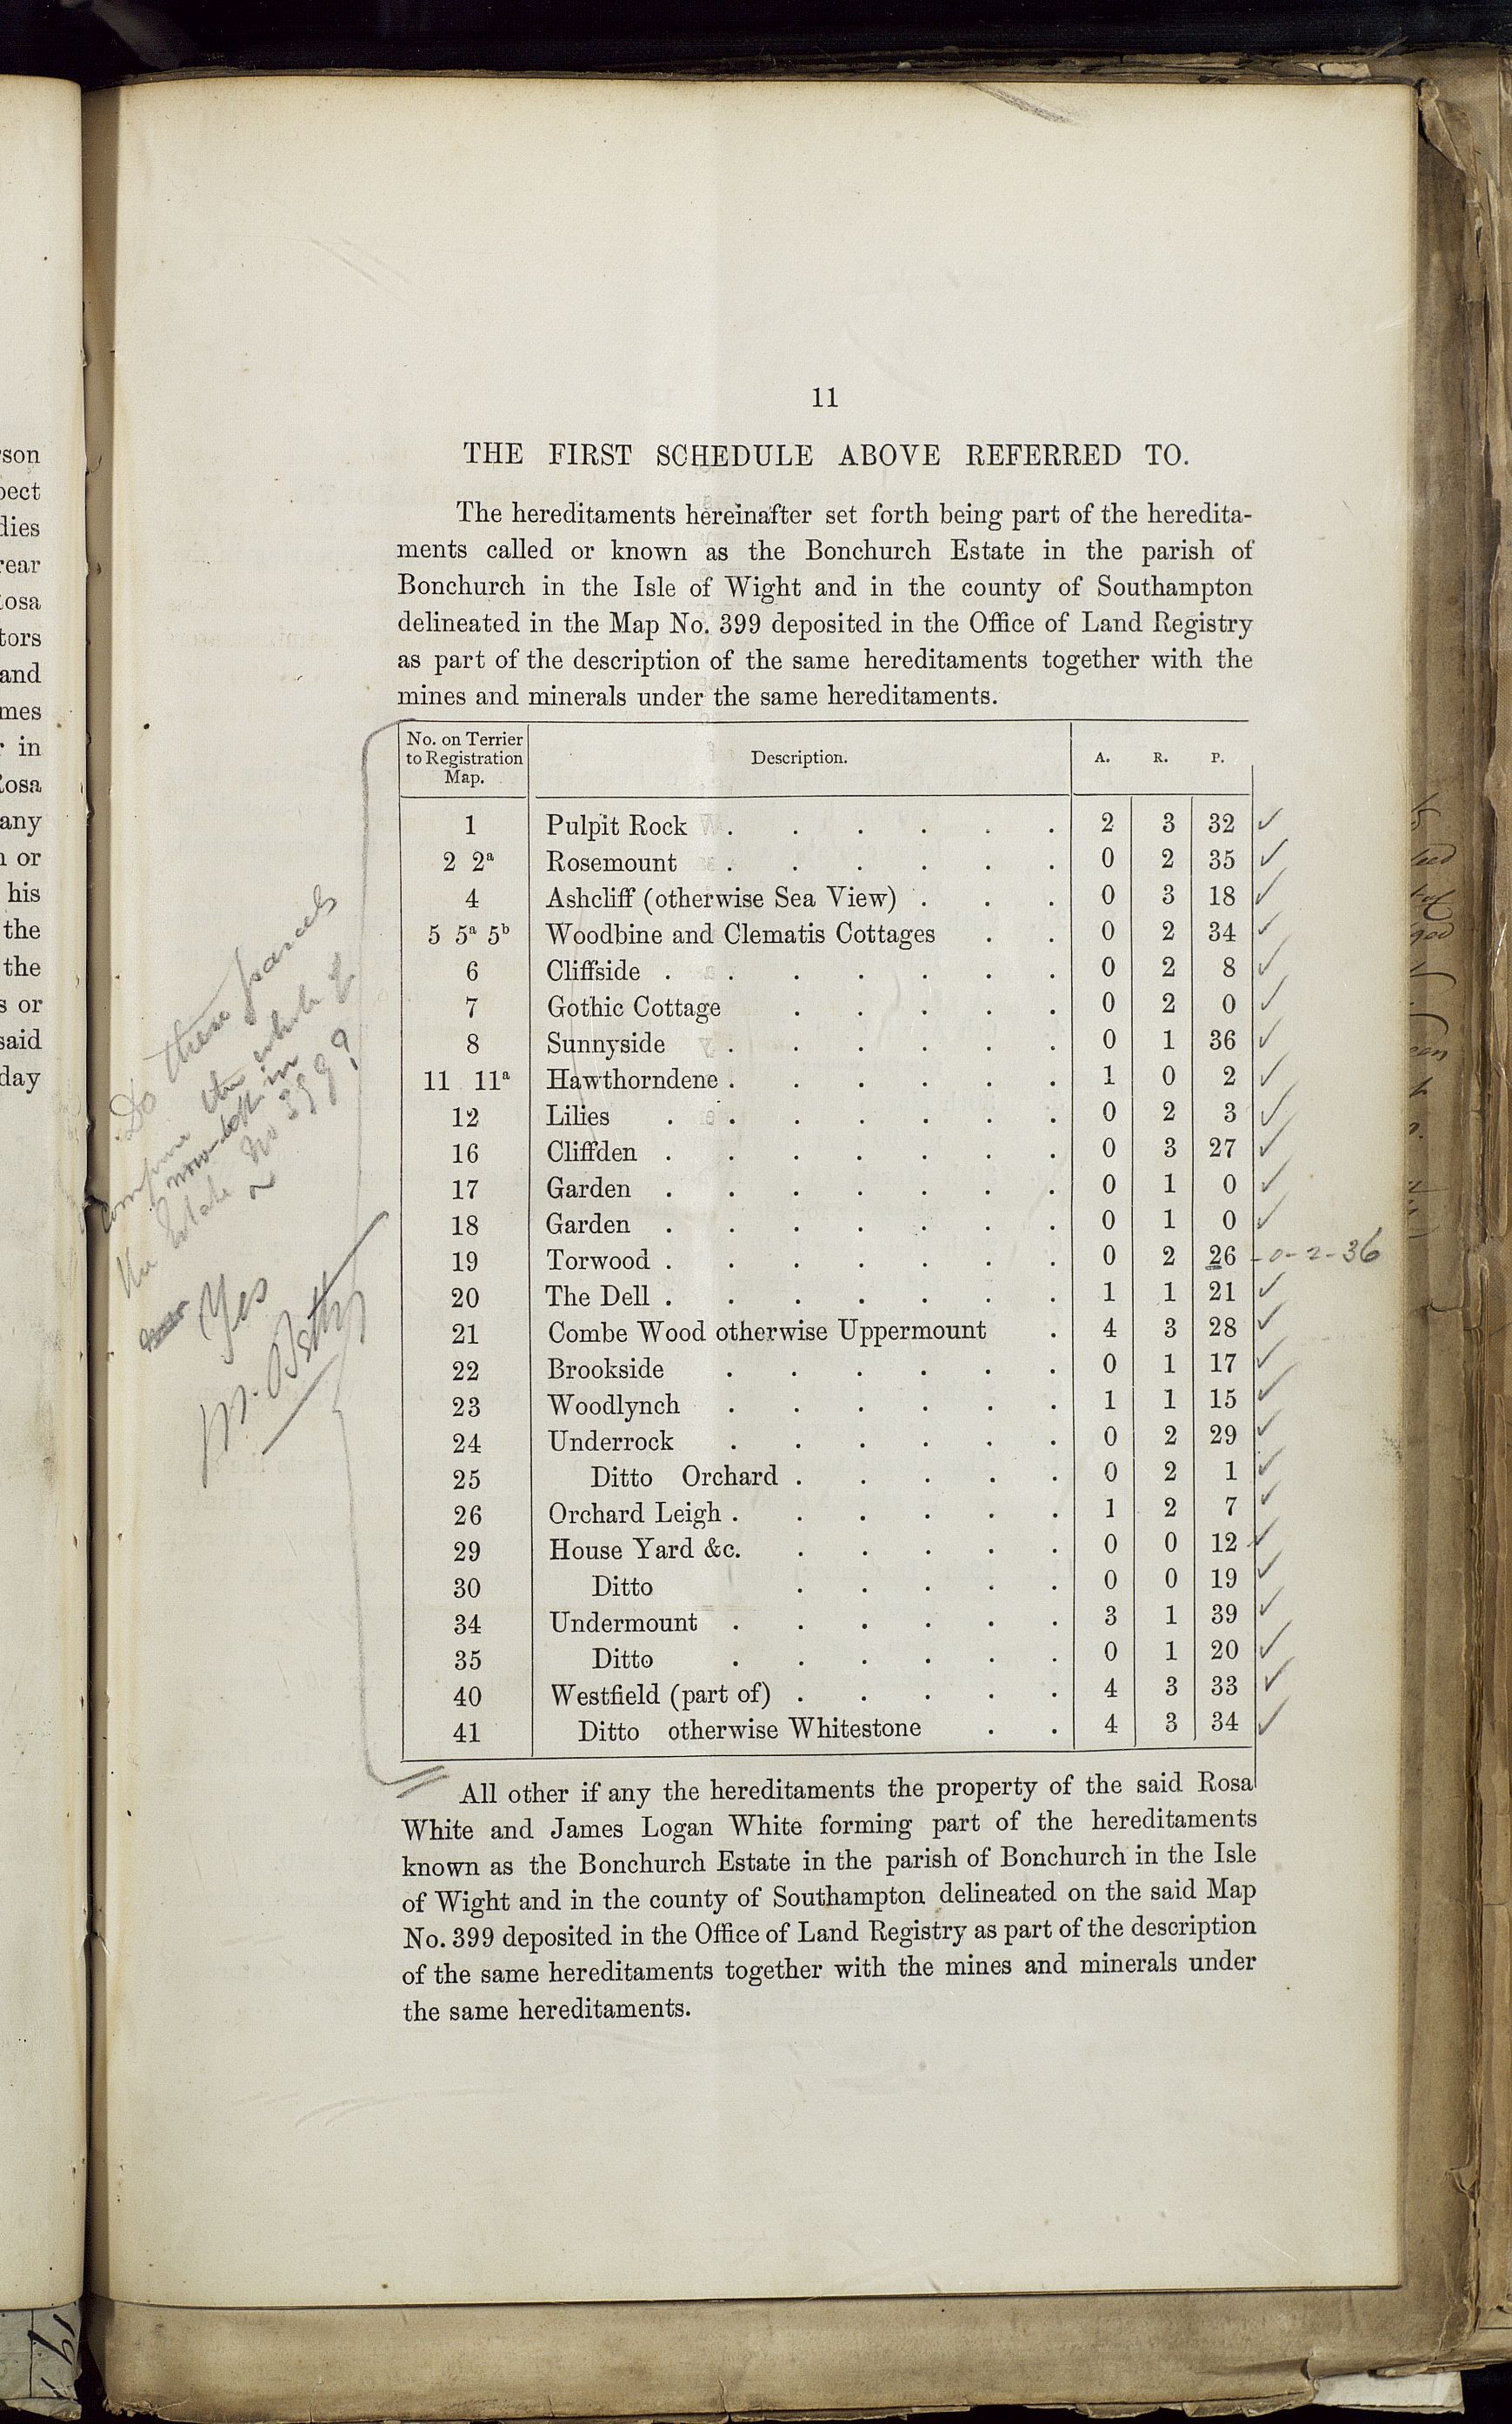 11
THE FIRST SCHEDULE ABOVE REFERRED TO.
The hereditaments hereinafter set forth being part of the heredita-
ments called or known as the Bonchurch Estate in the parish of
Bonchurch in the Isle of Wight and in the county of Southampton
delineated in the Map No. 399 deposited in the Office of Land Registry
as part of the description of the same hereditaments together with the
mines and minerals under the same hereditaments.
No. on Terrier to Registration Map. Description. A. R. P.
1 Pulpit Rock . . . . . . 2 3 32 ✓
2 2ª Rosemount . . . . . . 0 2 35 ✓
4 Ashcliff (otherwise Sea View) . . . 0 3 18 ✓
5 5ª 5ᵇ Woodbine and Clematis Cottages . . 0 2 34 ✓
6 Cliffside . . . . . . . 0 2 8 ✓
7 Gothic Cottage . . . . . 0 2 0 ✓
8 Sunnyside . . . . . . 0 1 36 ✓
11 11ª Hawthorndene . . . . . . 1 0 2 ✓
12 Lilies . . . . . . . 0 2 3 ✓
16 Cliffden . . . . . . . 0 3 27 ✓
17 Garden . . . . . . . 0 1 0 ✓
18 Garden . . . . . . . 0 1 0 ✓
19 Torwood . . . . . . . 0 2 26 - 0 - 2 - 36
20 The Dell . . . . . . . 1 1 21 ✓
21 Combe Wood otherwise Uppermount . 4 3 28 ✓
22 Brookside . . . . . . 0 1 17 ✓
23 Woodlynch . . . . . . 1 1 15 ✓
24 Underrock . . . . . . 0 2 29 ✓
25 Ditto Orchard . . . . . 0 2 1 ✓
26 Orchard Leigh . . . . . . 1 2 7 ✓
29 House Yard &c. . . . . . 0 0 12 ✓
30 Ditto . . . . . 0 0 19 ✓
34 Undermount . . . . . . 3 1 39 ✓
35 Ditto . . . . . . 0 1 20 ✓
40 Westfield (part of) . . . . . 4 3 33 ✓
41 Ditto otherwise Whitestone . . 4 3 34 ✓
All other if any the hereditaments the property of the said Rosa
White and James Logan White forming part of the hereditaments
known as the Bonchurch Estate in the parish of Bonchurch in the Isle
of Wight and in the county of Southampton delineated on the said Map
No. 399 deposited in the Office of Land Registry as part of the description
of the same hereditaments together with the mines and minerals under
the same hereditaments.
Do these parcels
comprise the whole of
the Estate now left in
No 399?
Yes